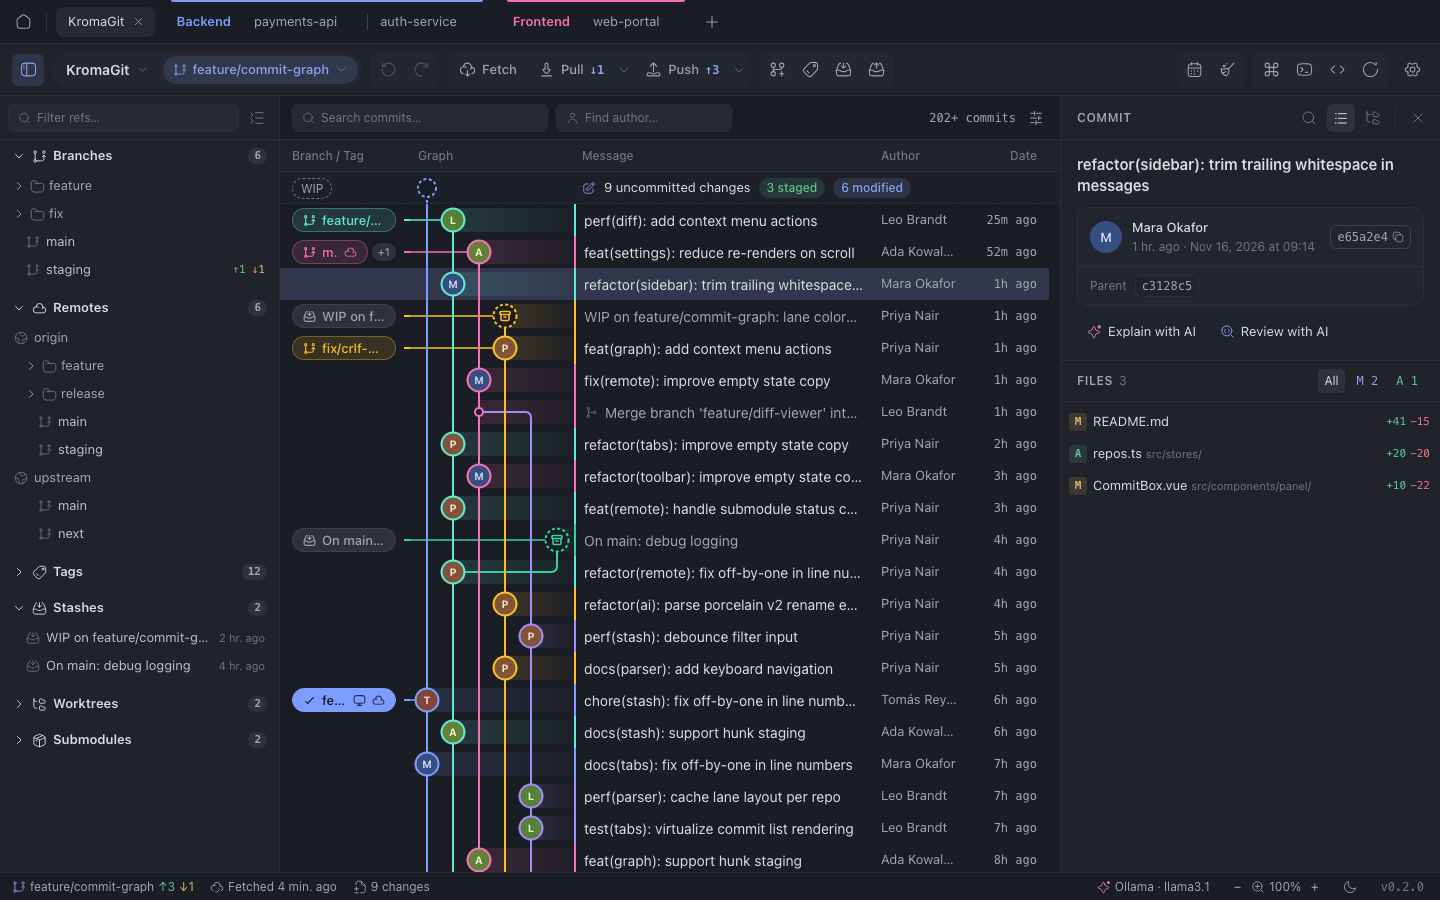 KromaGit
Backend
payments-api
auth-service
Frontend
web-portal
KromaGit
feature/commit-graph
Fetch
Pull ↓1
Push ↑3
Filter refs...
Search commits...
Find author...
202+ commits
COMMIT
Branches 6
feature
fix
main
staging ↑1 ↓1
Remotes 6
origin
feature
release
main
staging
upstream
main
next
Tags 12
Stashes 2
WIP on feature/commit-g... 2 hr. ago
On main: debug logging 4 hr. ago
Worktrees 2
Submodules 2
Branch / Tag Graph Message Author Date
WIP 9 uncommitted changes 3 staged 6 modified
feature/... L perf(diff): add context menu actions Leo Brandt 25m ago
m. +1 A feat(settings): reduce re-renders on scroll Ada Kowal... 52m ago
M refactor(sidebar): trim trailing whitespace... Mara Okafor 1h ago
WIP on f... WIP on feature/commit-graph: lane color... Priya Nair 1h ago
fix/crlf-... P feat(graph): add context menu actions Priya Nair 1h ago
M fix(remote): improve empty state copy Mara Okafor 1h ago
Merge branch 'feature/diff-viewer' int... Leo Brandt 1h ago
P refactor(tabs): improve empty state copy Priya Nair 2h ago
M refactor(toolbar): improve empty state co... Mara Okafor 3h ago
P feat(remote): handle submodule status c... Priya Nair 3h ago
On main... On main: debug logging Priya Nair 4h ago
P refactor(remote): fix off-by-one in line nu... Priya Nair 4h ago
P refactor(ai): parse porcelain v2 rename e... Priya Nair 4h ago
P perf(stash): debounce filter input Priya Nair 5h ago
P docs(parser): add keyboard navigation Priya Nair 5h ago
fe... T chore(stash): fix off-by-one in line numb... Tomás Rey... 6h ago
A docs(stash): support hunk staging Ada Kowal... 6h ago
M docs(tabs): fix off-by-one in line numbers Mara Okafor 7h ago
L perf(parser): cache lane layout per repo Leo Brandt 7h ago
L test(tabs): virtualize commit list rendering Leo Brandt 7h ago
A feat(graph): support hunk staging Ada Kowal... 8h ago
refactor(sidebar): trim trailing whitespace in
messages
M
Mara Okafor
1 hr. ago · Nov 16, 2026 at 09:14
e65a2e4
Parent c3128c5
Explain with AI
Review with AI
FILES 3
All M 2 A 1
M README.md +41 −15
A repos.ts src/stores/ +20 −20
M CommitBox.vue src/components/panel/ +10 −22
feature/commit-graph ↑3 ↓1
Fetched 4 min. ago
9 changes
Ollama · llama3.1
− 100% +
v0.2.0